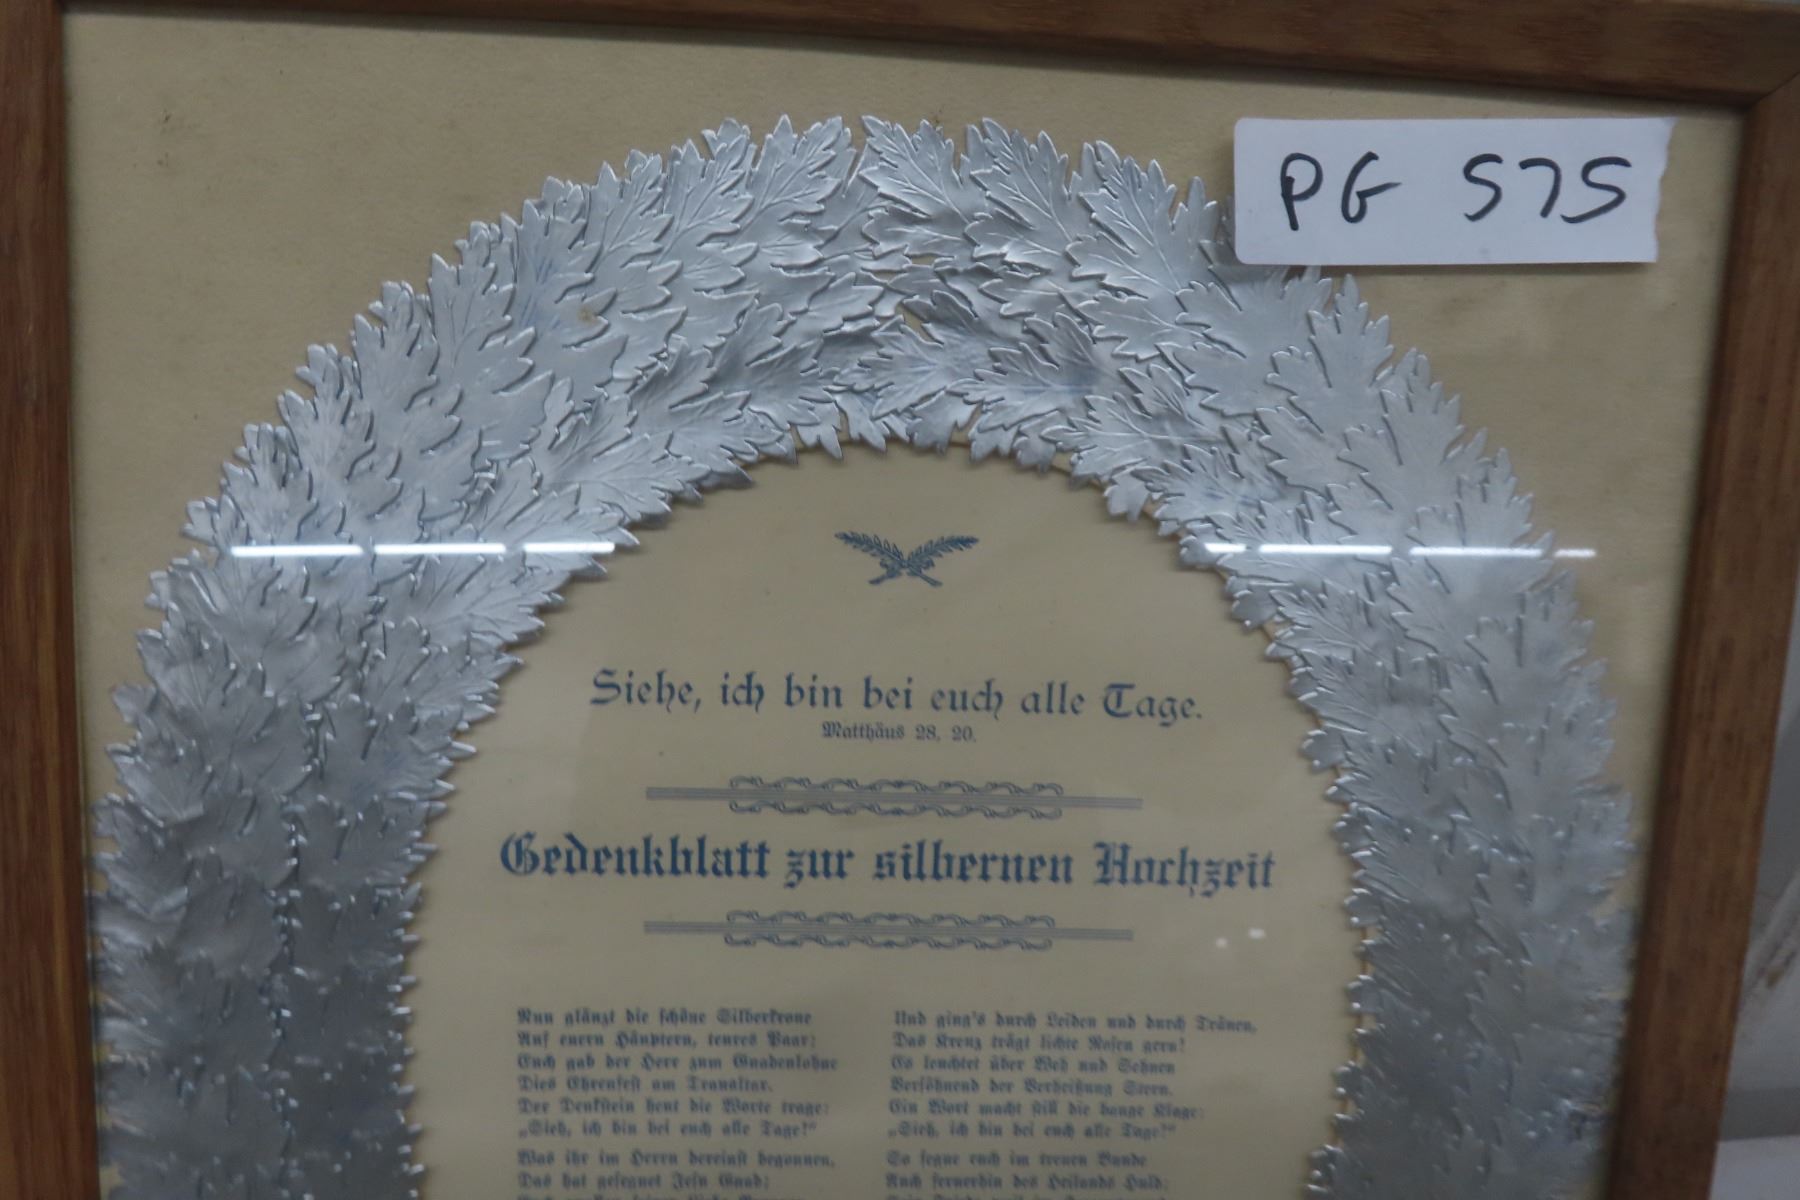 PG 575
Siehe, ich bin bei euch alle Tage.
Matthäus 28, 20.
Gedenkblatt zur silbernen Hochzeit
Nun glänzt die schöne Silberkrone
Auf euern Häuptern, teures Paar;
Euch gab der Herr zum Gnadenlohne
Dies Ehrenfest am Traualtar.
Der Denkstein heut die Worte trage:
„Sieh, ich bin bei euch alle Tage!“
Was ihr im Herrn dereinst begonnen,
Das hat gesegnet Jesu Gnad;
Und ging's durch Leiden und durch Tränen,
Das Kreuz trägt lichte Rosen gern!
Es leuchtet über Weh und Sehnen
Versöhnend der Verheißung Stern.
Ein Wort macht still die bange Klage:
„Sieh, ich bin bei euch alle Tage!“
So segne euch im treuen Bunde
Auch fernerhin des Heilands Huld;